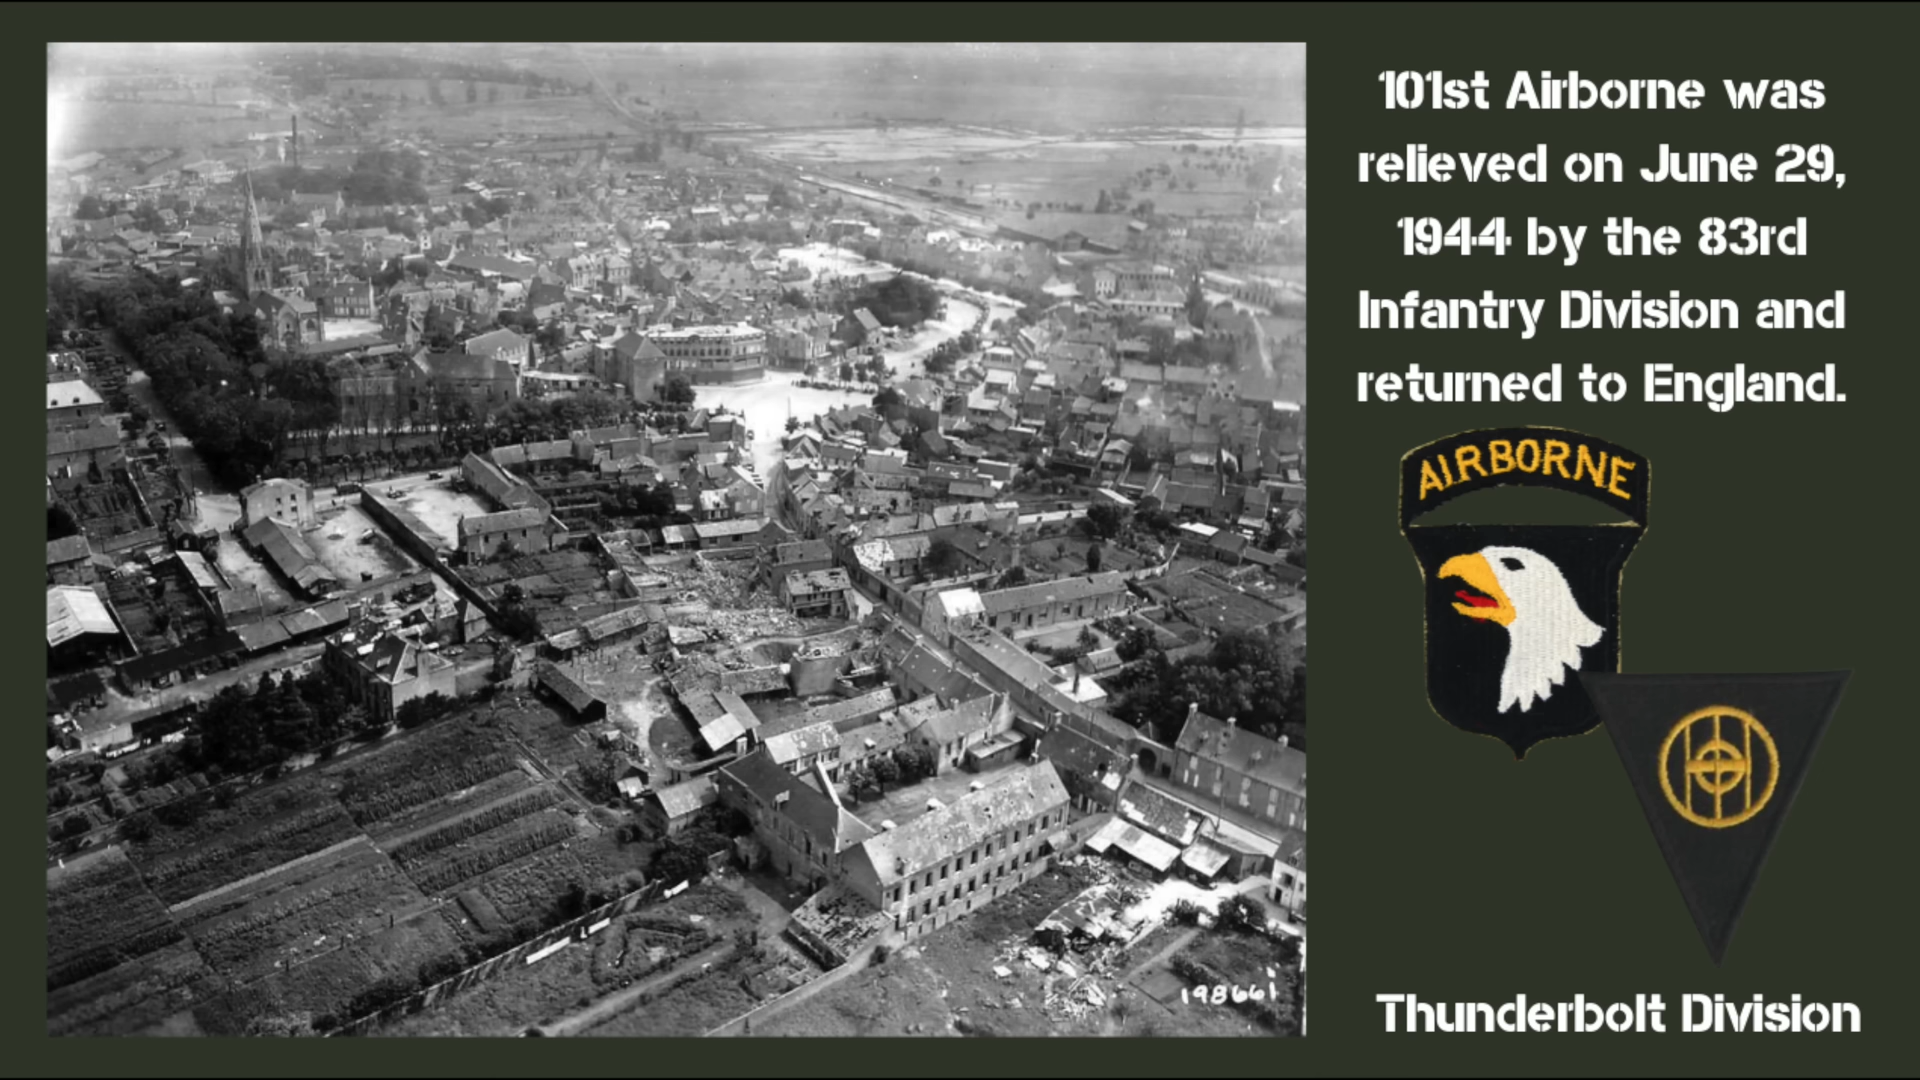 101st Airborne was
relieved on June 29,
1944 by the 83rd
Infantry Division and
returned to England.
AIRBORNE
198661
Thunderbolt Division